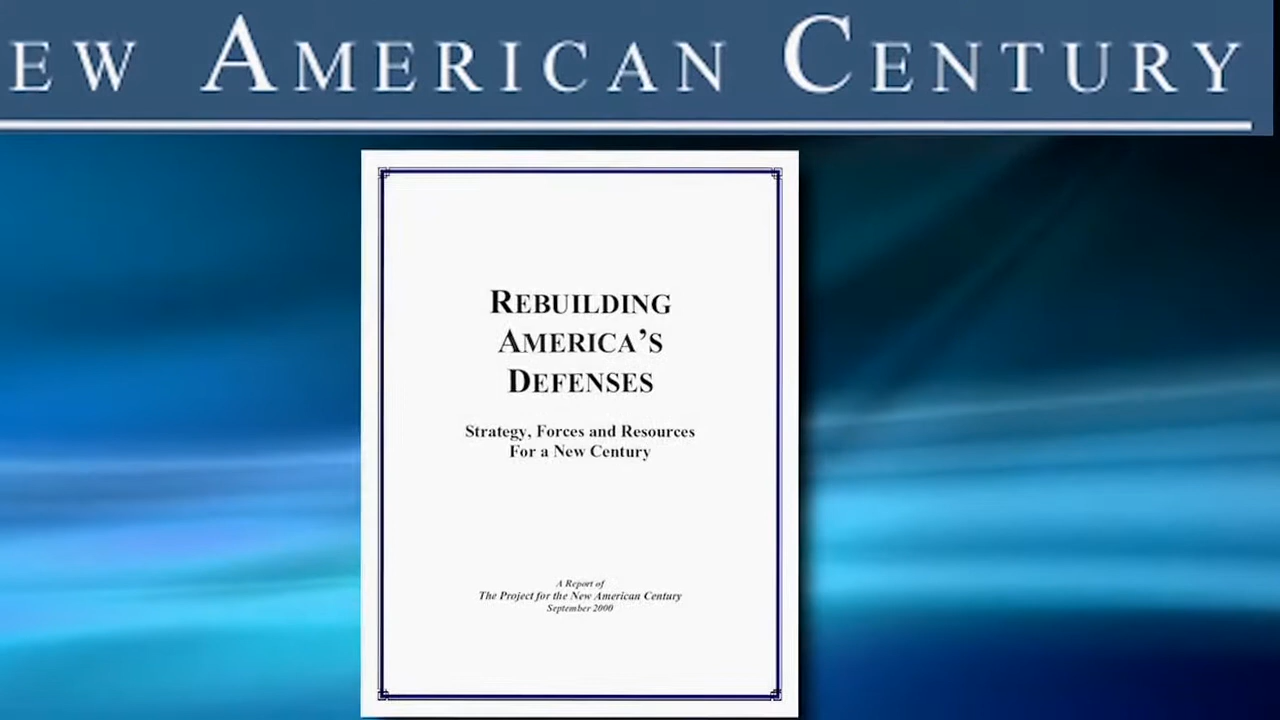 EW AMERICAN CENTURY
REBUILDING
AMERICA'S
DEFENSES
Strategy, Forces and Resources
For a New Century
A Report of
The Project for the New American Century
September 2000